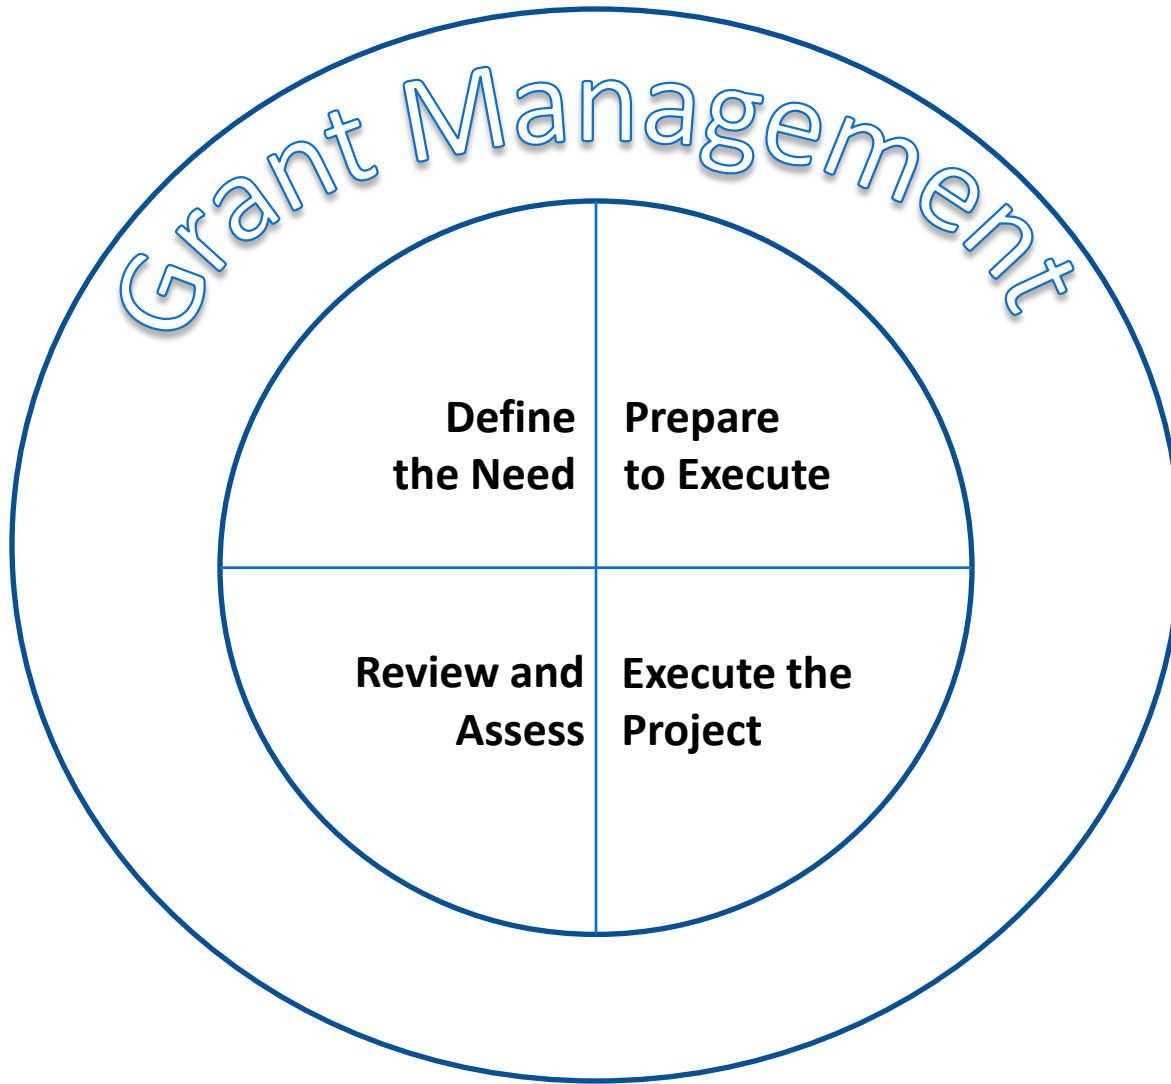 Grant Management
Define
the Need
Prepare
to Execute
Review and
Assess
Execute the
Project